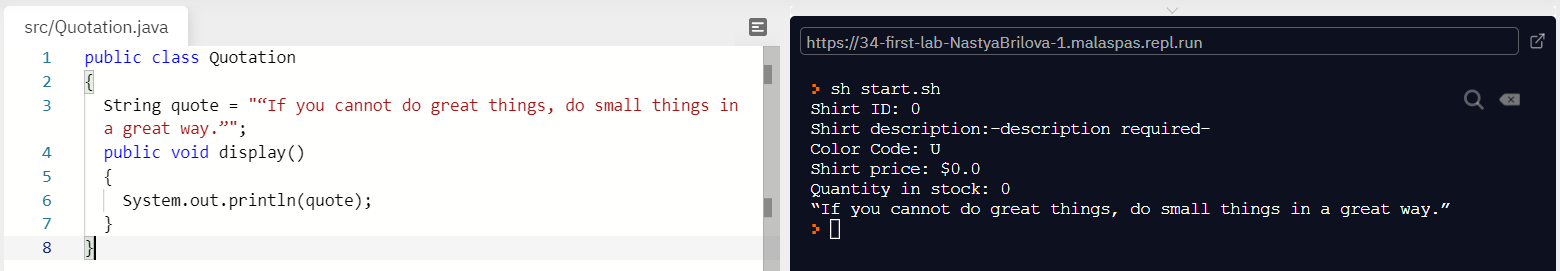 src/Quotation.java
1 public class Quotation
2 {
3 String quote = "“If you cannot do great things, do small things in
a great way.”";
4 public void display()
5 {
6 System.out.println(quote);
7 }
8 }
https://34-first-lab-NastyaBrilova-1.malaspas.repl.run
> sh start.sh
Shirt ID: 0
Shirt description:-description required-
Color Code: U
Shirt price: $0.0
Quantity in stock: 0
“If you cannot do great things, do small things in a great way.”
>